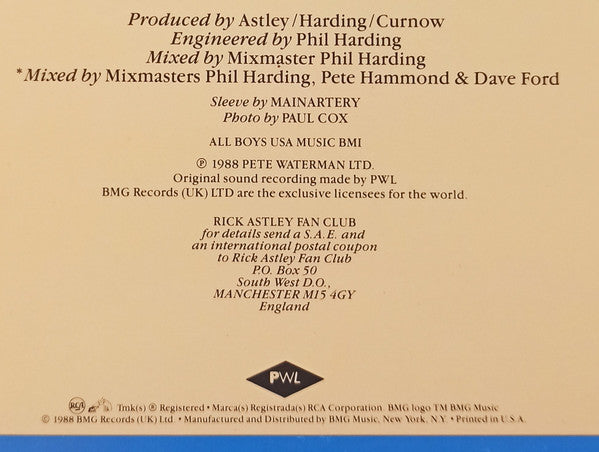 Produced by Astley/Harding/Curnow
Engineered by Phil Harding
Mixed by Mixmaster Phil Harding
*Mixed by Mixmasters Phil Harding, Pete Hammond & Dave Ford
Sleeve by MAINARTERY
Photo by PAUL COX
ALL BOYS USA MUSIC BMI
℗ 1988 PETE WATERMAN LTD.
Original sound recording made by PWL
BMG Records (UK) LTD are the exclusive licensees for the world.
RICK ASTLEY FAN CLUB
for details send a S.A.E. and
an international postal coupon
to Rick Astley Fan Club
P.O. Box 50
South West D.O.,
MANCHESTER M15 4GY
England
PWL
RCA Tmk(s) ® Registered • Marca(s) Registrada(s) RCA Corporation. BMG logo TM BMG Music
© 1988 BMG Records (UK) Ltd • Manufactured and Distributed by BMG Music, New York, N.Y. • Printed in U.S.A.